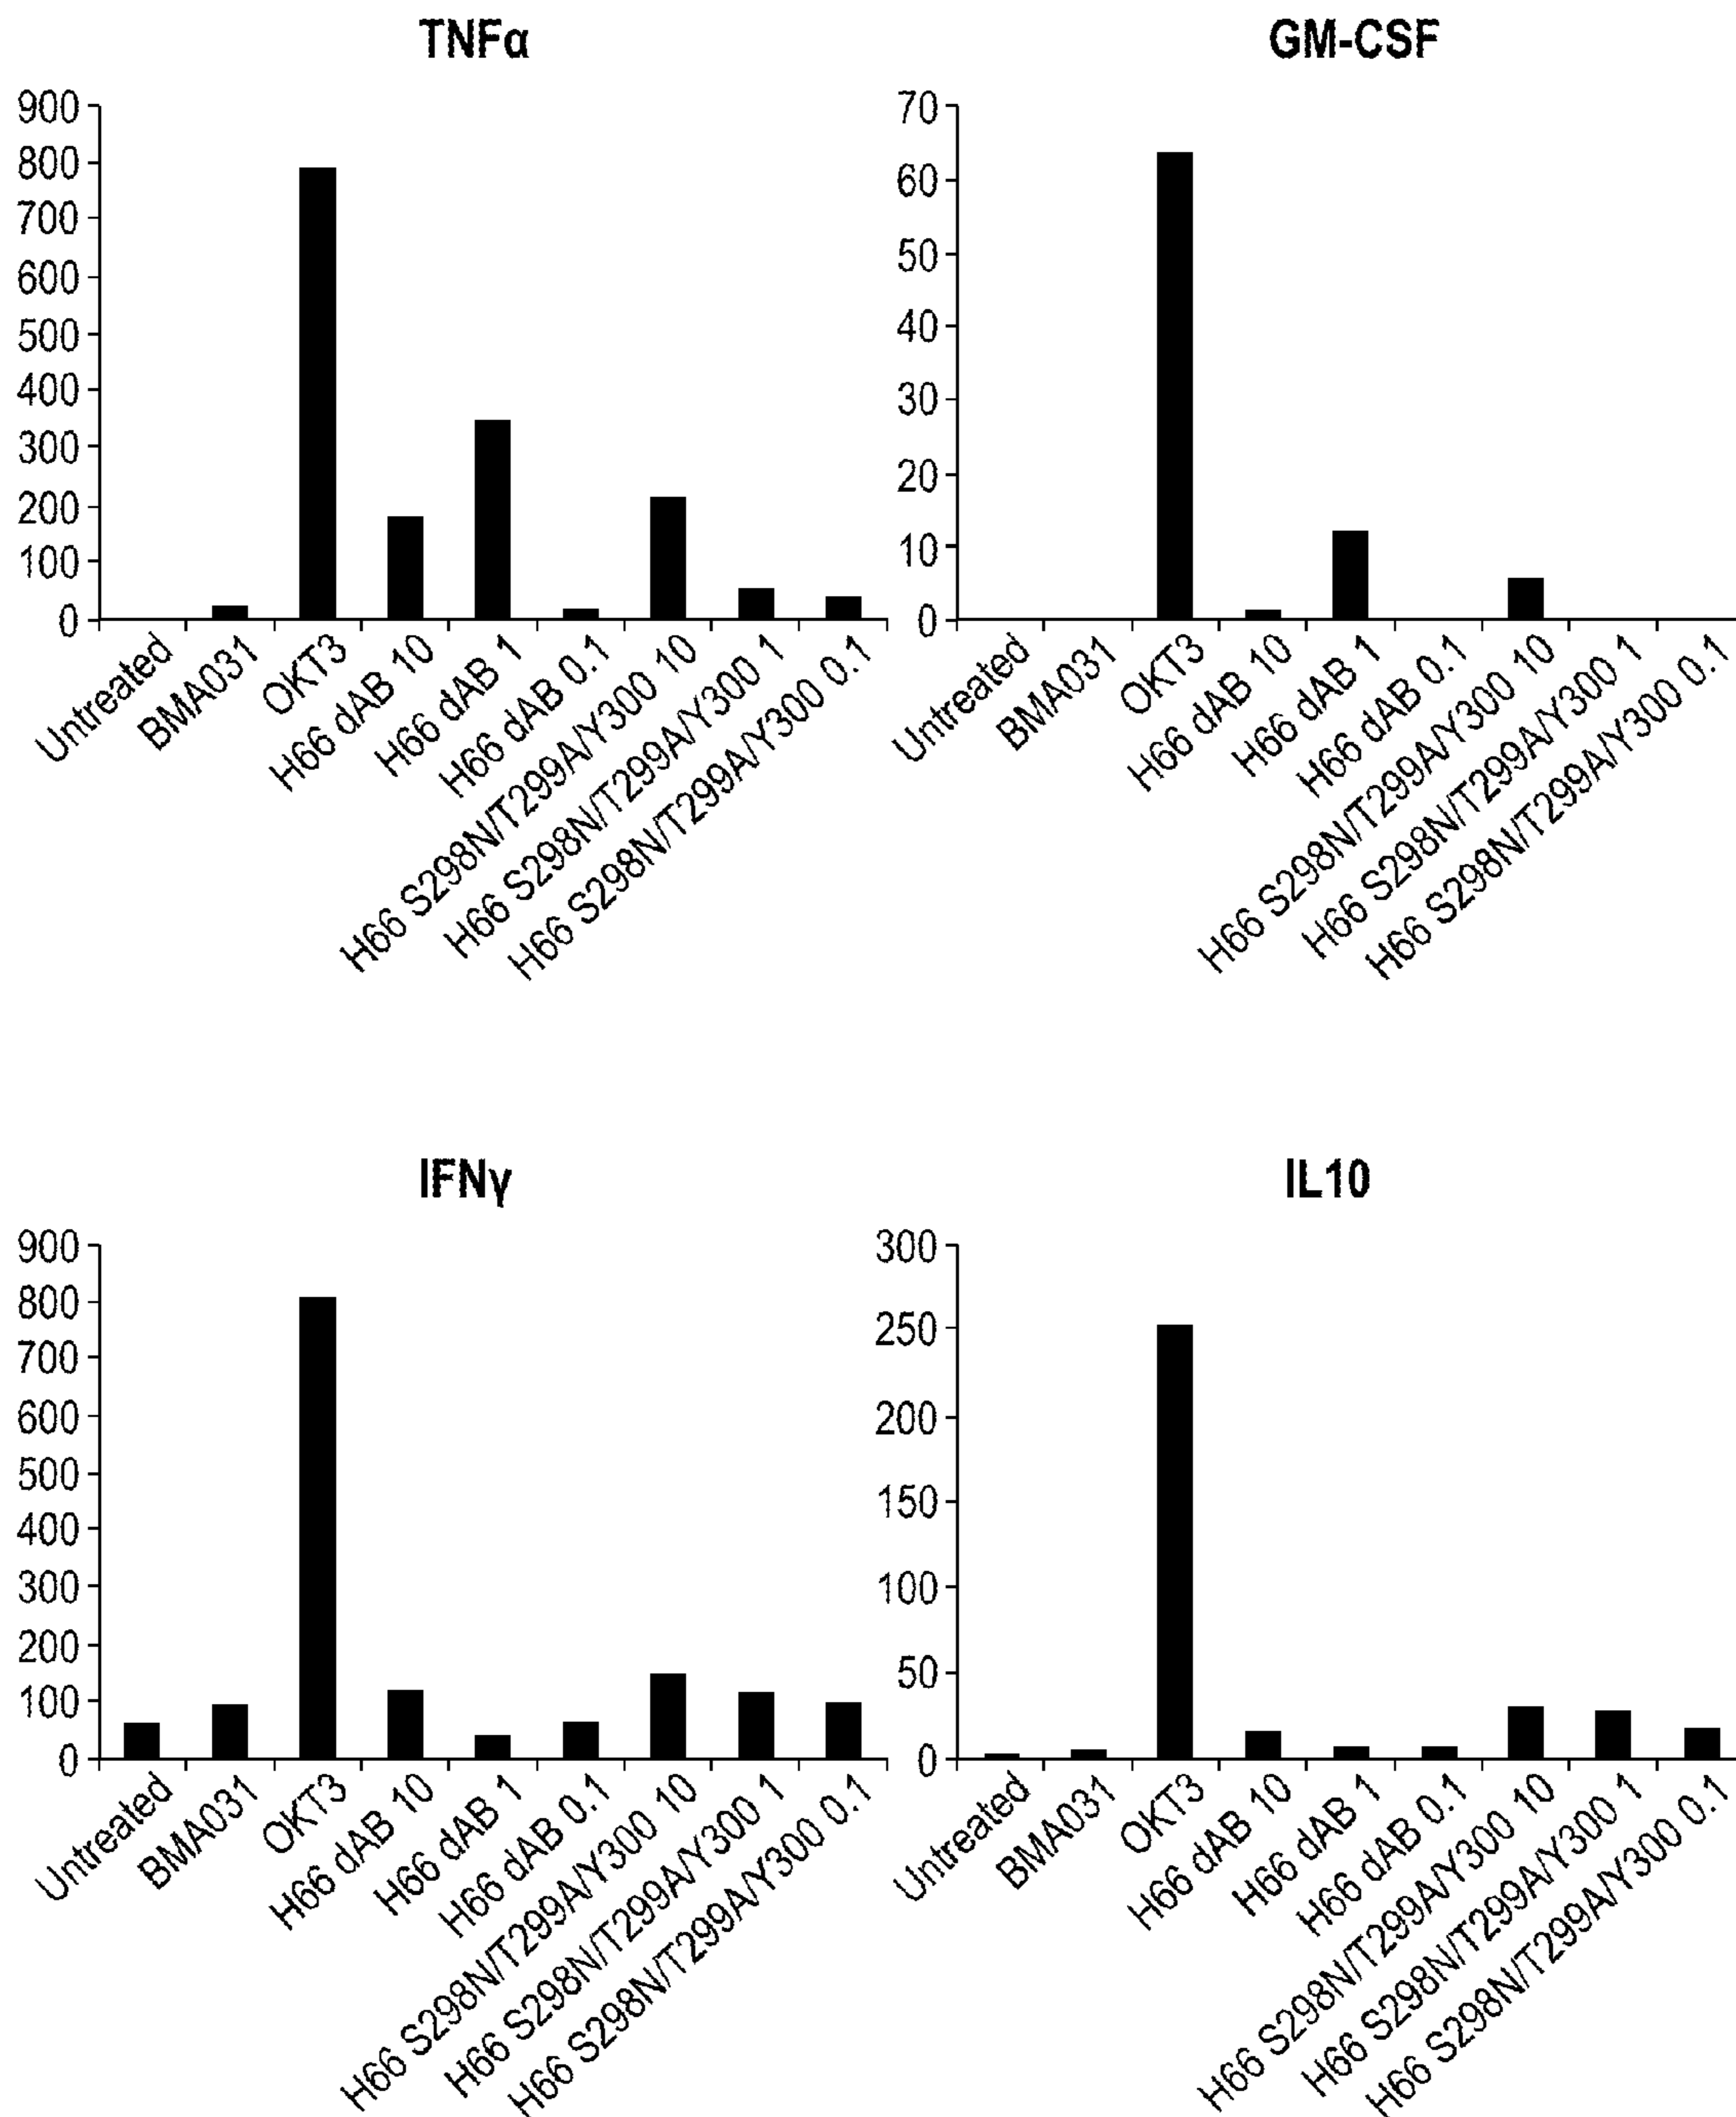 TNFα
900
800
700
600
500
400
300
200
100
0
Untreated
BMA031
OKT3
H66 dAB 10
H66 dAB 1
H66 dAB 0.1
H66 S298N/T299A/Y300 10
H66 S298N/T299A/Y300 1
H66 S298N/T299A/Y300 0.1
GM-CSF
70
60
50
40
30
20
10
0
Untreated
BMA031
OKT3
H66 dAB 10
H66 dAB 1
H66 dAB 0.1
H66 S298N/T299A/Y300 10
H66 S298N/T299A/Y300 1
H66 S298N/T299A/Y300 0.1
IFNγ
900
800
700
600
500
400
300
200
100
0
Untreated
BMA031
OKT3
H66 dAB 10
H66 dAB 1
H66 dAB 0.1
H66 S298N/T299A/Y300 10
H66 S298N/T299A/Y300 1
H66 S298N/T299A/Y300 0.1
IL10
300
250
200
150
100
50
0
Untreated
BMA031
OKT3
H66 dAB 10
H66 dAB 1
H66 dAB 0.1
H66 S298N/T299A/Y300 10
H66 S298N/T299A/Y300 1
H66 S298N/T299A/Y300 0.1